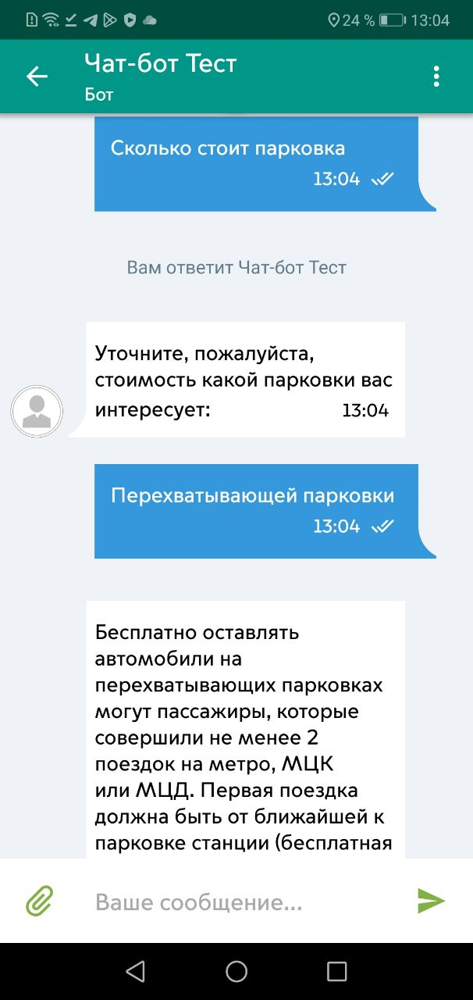 24 % 13:04
Чат-бот Тест
Бот
Сколько стоит парковка
13:04
Вам ответит Чат-бот Тест
Уточните, пожалуйста,
стоимость какой парковки вас
интересует: 13:04
Перехватывающей парковки
13:04
Бесплатно оставлять
автомобили на
перехватывающих парковках
могут пассажиры, которые
совершили не менее 2
поездок на метро, МЦК
или МЦД. Первая поездка
должна быть от ближайшей к
парковке станции (бесплатная
Ваше сообщение...